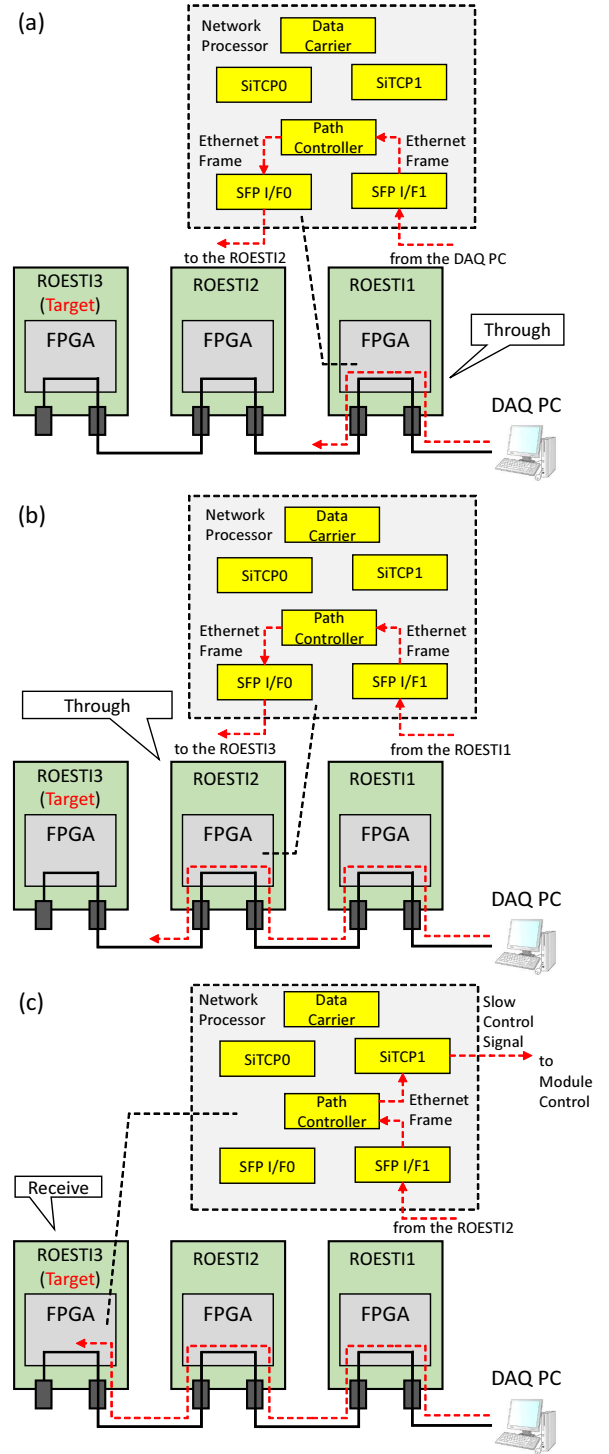 (a)
Network
Processor
Data
Carrier
SiTCP0
SiTCP1
Ethernet
Frame
Path
Controller
Ethernet
Frame
SFP I/F0
SFP I/F1
to the ROESTI2
from the DAQ PC
ROESTI3
(Target)
ROESTI2
ROESTI1
FPGA
FPGA
FPGA
Through
DAQ PC
(b)
Network
Processor
Data
Carrier
SiTCP0
SiTCP1
Ethernet
Frame
Path
Controller
Ethernet
Frame
SFP I/F0
SFP I/F1
Through
to the ROESTI3
from the ROESTI1
ROESTI3
(Target)
ROESTI2
ROESTI1
FPGA
FPGA
FPGA
DAQ PC
(c)
Network
Processor
Data
Carrier
Slow
Control
Signal
SiTCP0
SiTCP1
to
Module
Control
Path
Controller
Ethernet
Frame
SFP I/F0
SFP I/F1
Receive
from the ROESTI2
ROESTI3
(Target)
ROESTI2
ROESTI1
FPGA
FPGA
FPGA
DAQ PC